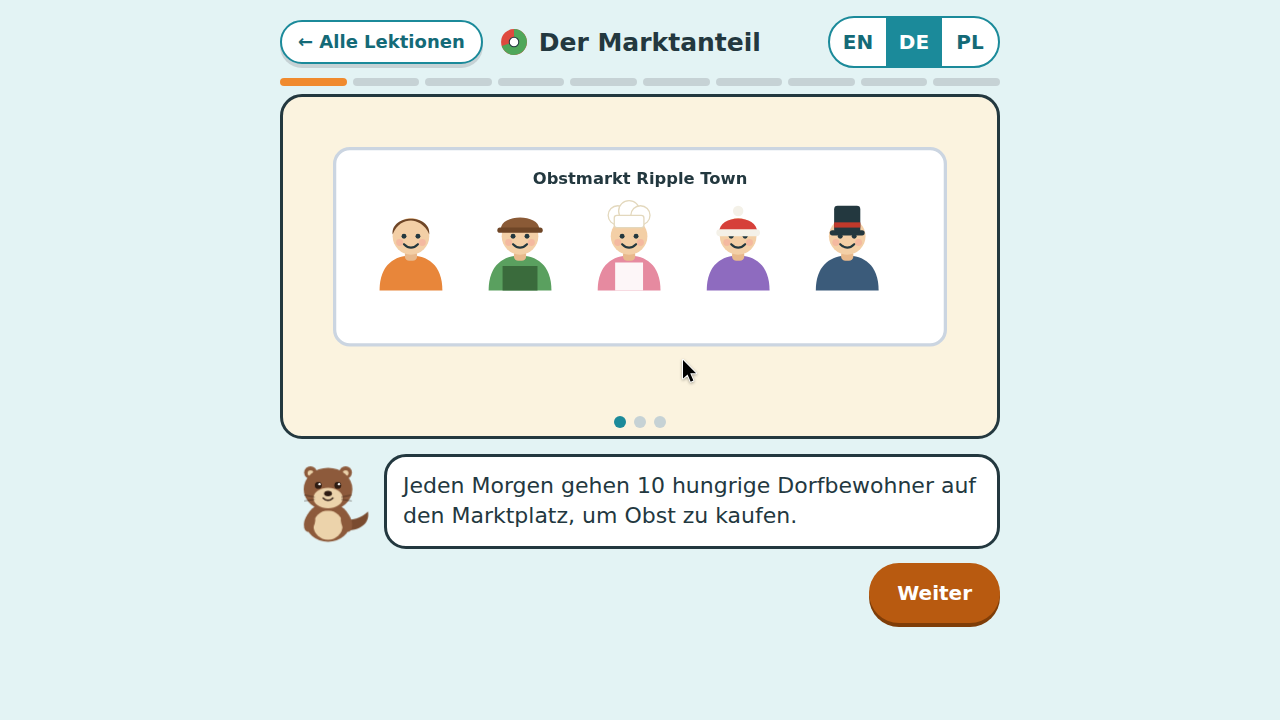 ← Alle Lektionen
Der Marktanteil
EN DE PL
Obstmarkt Ripple Town
Jeden Morgen gehen 10 hungrige Dorfbewohner auf
den Marktplatz, um Obst zu kaufen.
Weiter